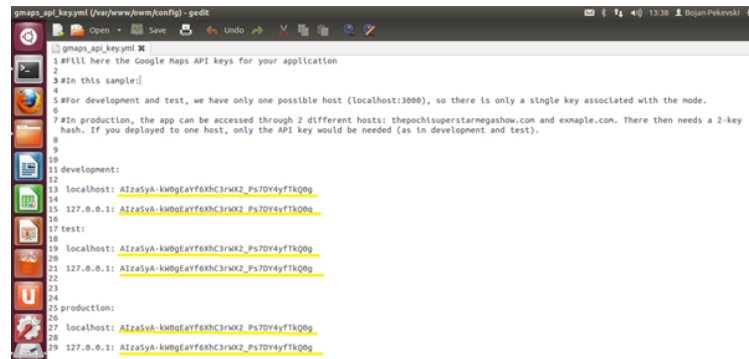 gmaps_api_key.yml (/var/www/owm/config) - gedit
13:38 Bojan Pekevski
Open Save Undo
gmaps_api_key.yml
1 #Fill here the Google Maps API keys for your application
2
3 #In this sample:
4
5 #For development and test, we have only one possible host (localhost:3000), so there is only a single key associated with the mode.
6
7 #In production, the app can be accessed through 2 different hosts: thepochisuperstarmegashow.com and exmaple.com. There then needs a 2-key
hash. If you deployed to one host, only the API key would be needed (as in development and test).
8
9
10
11 development:
12
13 localhost: AIzaSyA-kW0gEaYf6XhC3rWX2_Ps7DY4yfTkQ0g
14
15 127.0.0.1: AIzaSyA-kW0gEaYf6XhC3rWX2_Ps7DY4yfTkQ0g
16
17 test:
18
19 localhost: AIzaSyA-kW0gEaYf6XhC3rWX2_Ps7DY4yfTkQ0g
20
21 127.0.0.1: AIzaSyA-kW0gEaYf6XhC3rWX2_Ps7DY4yfTkQ0g
22
23
24
25 production:
26
27 localhost: AIzaSyA-kW0gEaYf6XhC3rWX2_Ps7DY4yfTkQ0g
28
29 127.0.0.1: AIzaSyA-kW0gEaYf6XhC3rWX2_Ps7DY4yfTkQ0g